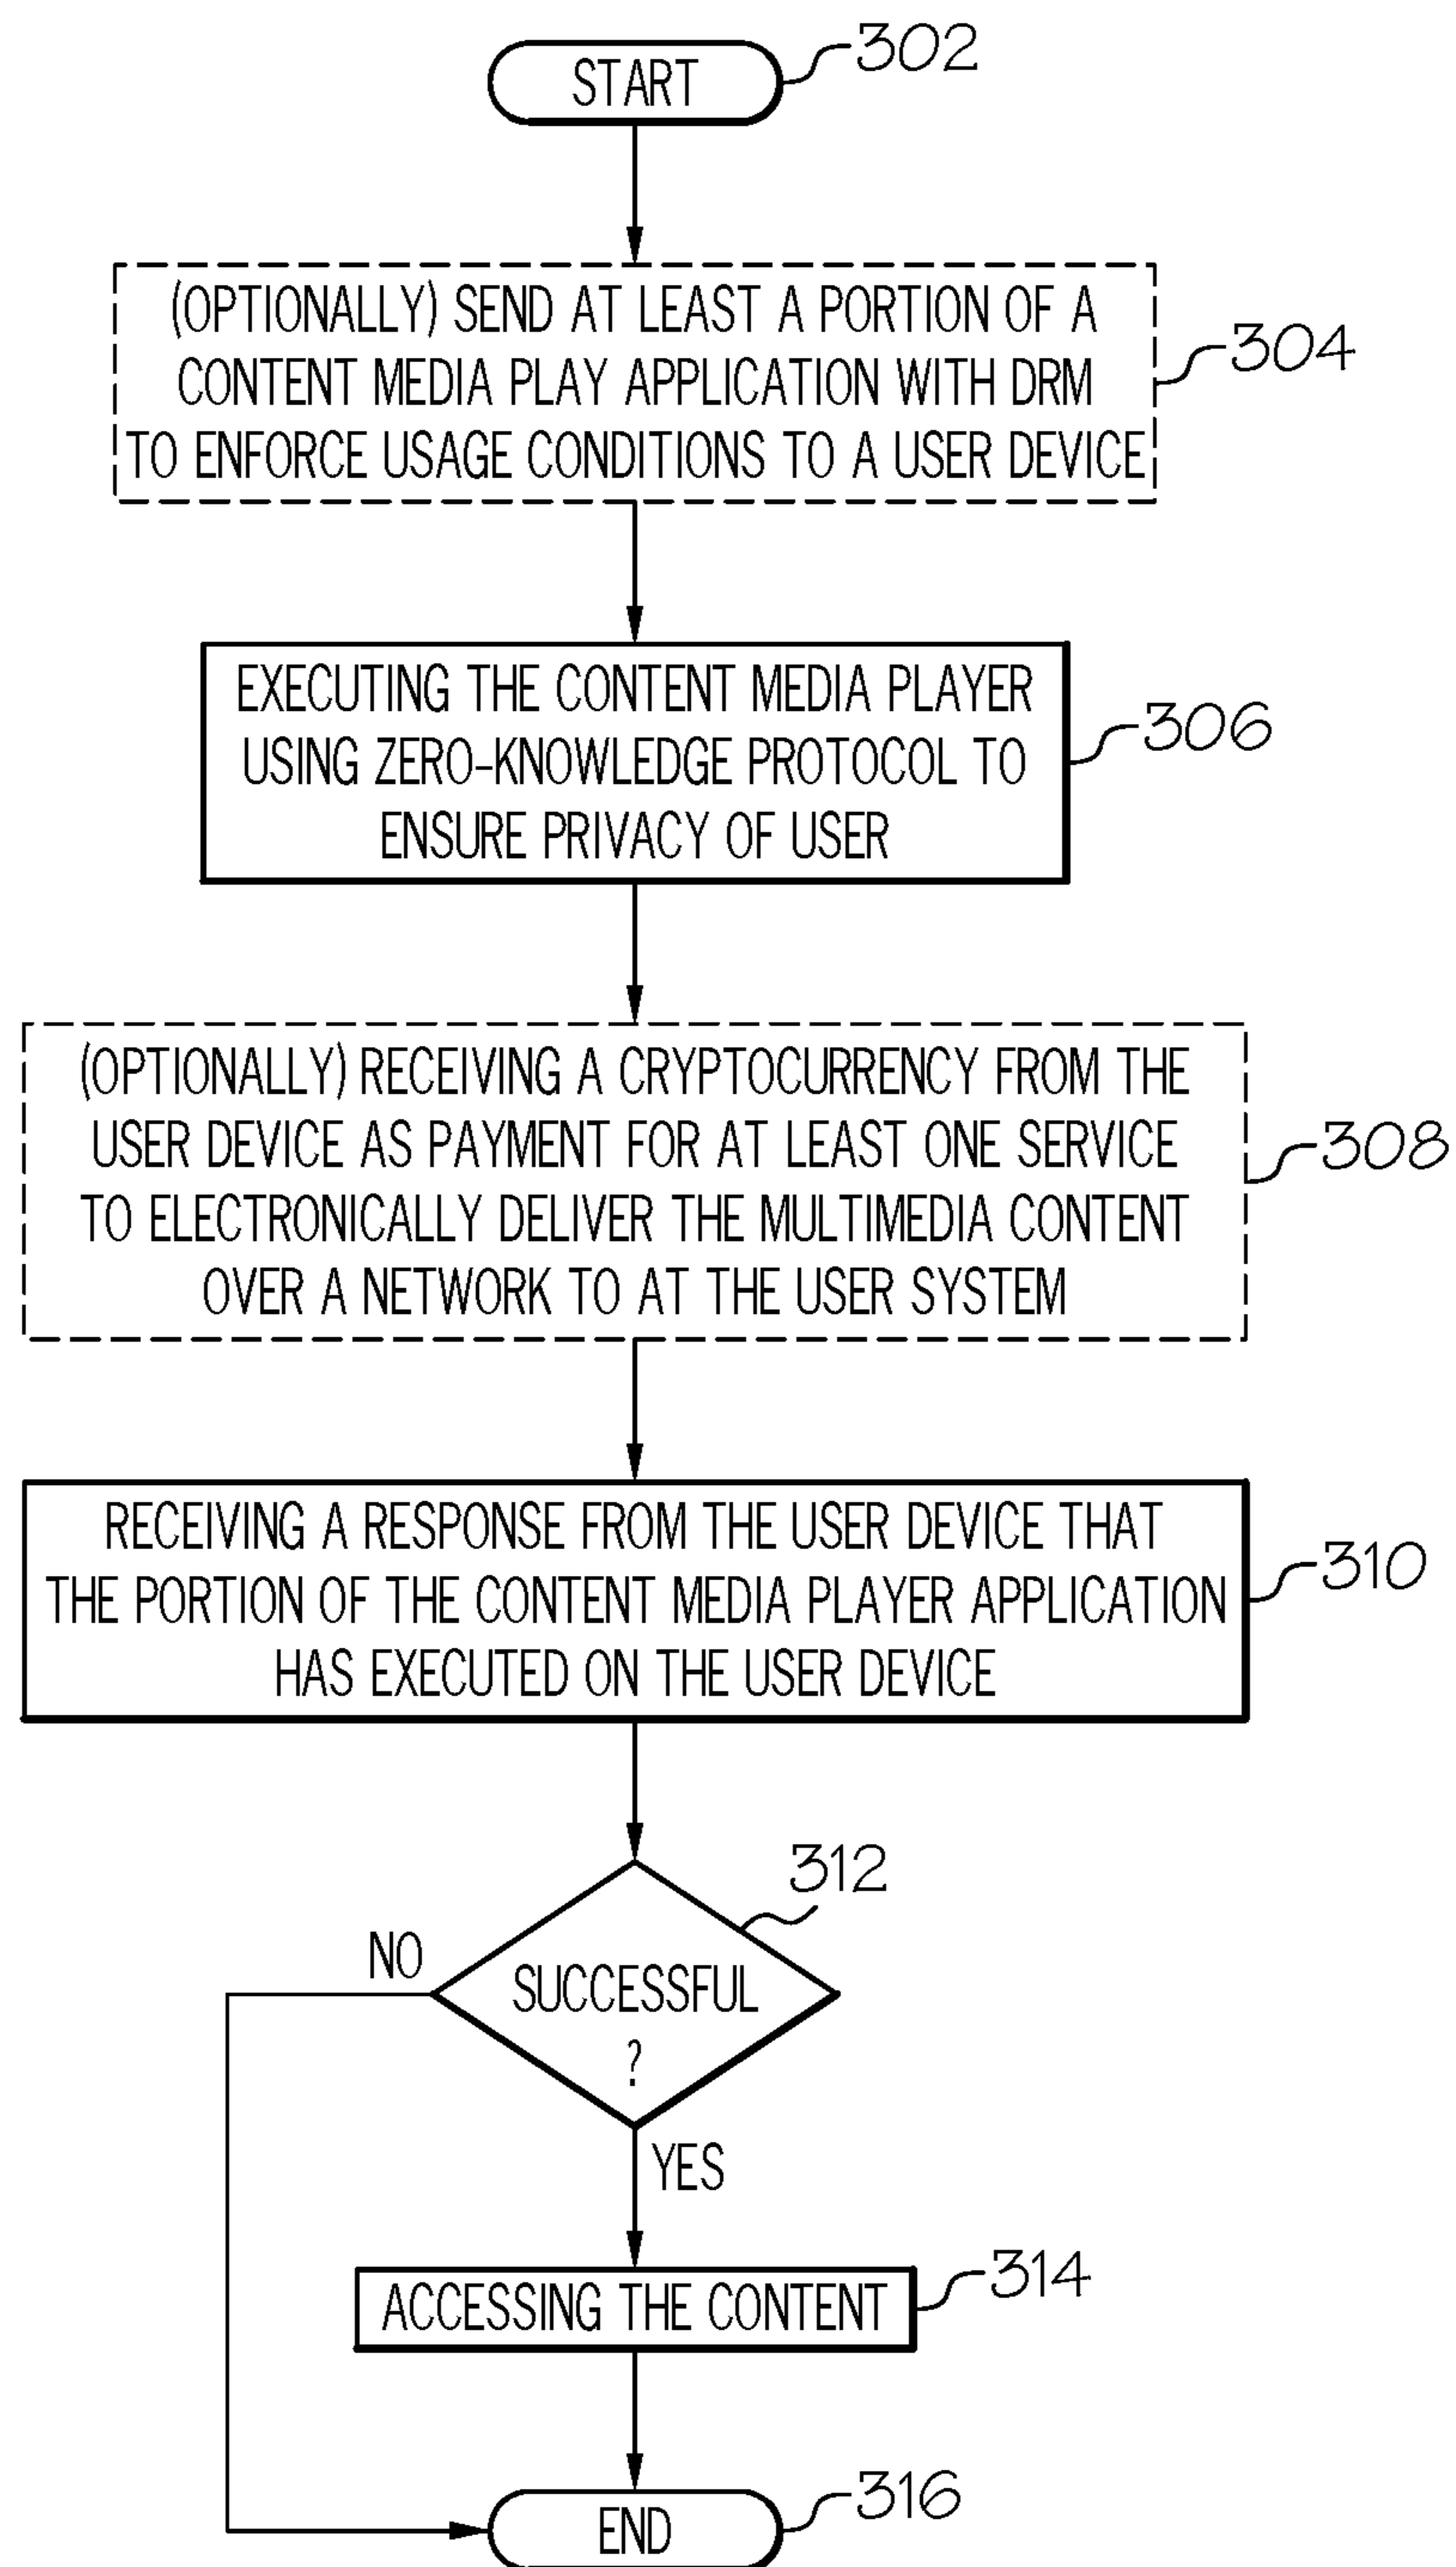 START
302
(OPTIONALLY) SEND AT LEAST A PORTION OF A
CONTENT MEDIA PLAY APPLICATION WITH DRM
TO ENFORCE USAGE CONDITIONS TO A USER DEVICE
304
EXECUTING THE CONTENT MEDIA PLAYER
USING ZERO-KNOWLEDGE PROTOCOL TO
ENSURE PRIVACY OF USER
306
(OPTIONALLY) RECEIVING A CRYPTOCURRENCY FROM THE
USER DEVICE AS PAYMENT FOR AT LEAST ONE SERVICE
TO ELECTRONICALLY DELIVER THE MULTIMEDIA CONTENT
OVER A NETWORK TO AT THE USER SYSTEM
308
RECEIVING A RESPONSE FROM THE USER DEVICE THAT
THE PORTION OF THE CONTENT MEDIA PLAYER APPLICATION
HAS EXECUTED ON THE USER DEVICE
310
312
NO
SUCCESSFUL
?
YES
ACCESSING THE CONTENT
314
END
316